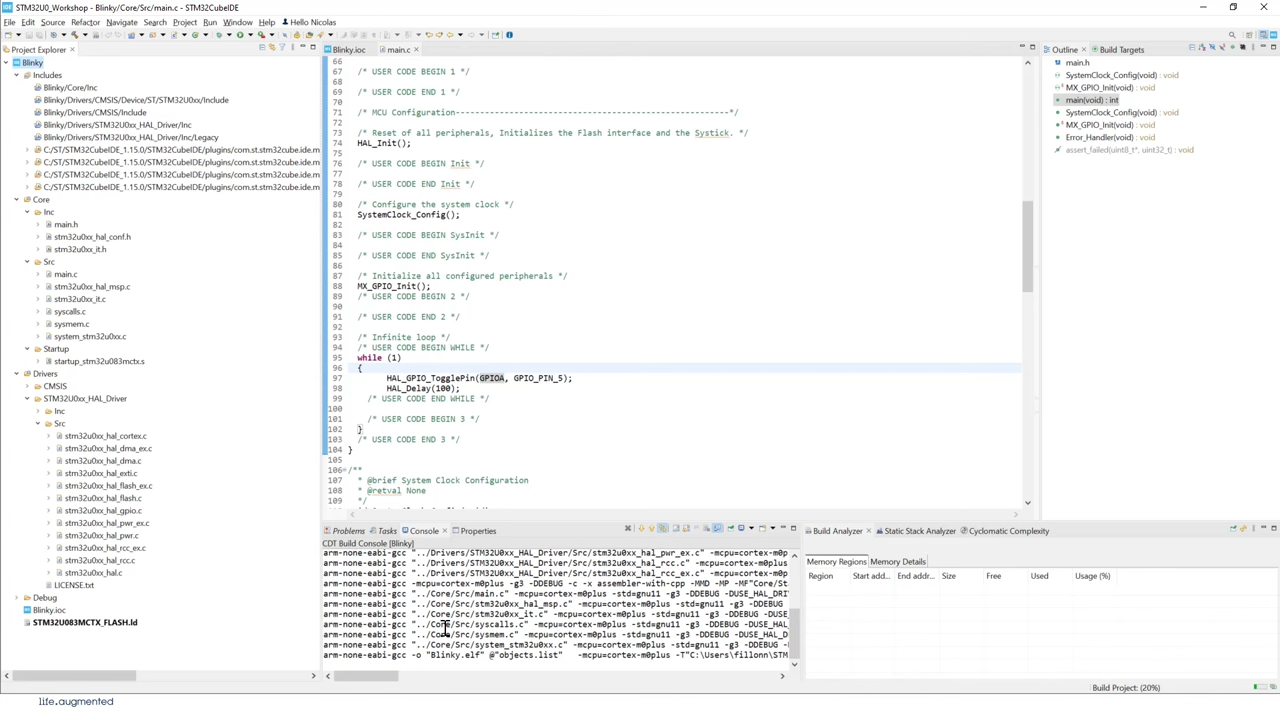 IDE STM32U0_Workshop - Blinky/Core/Src/main.c - STM32CubeIDE
File Edit Source Refactor Navigate Search Project Run Window Help Hello Nicolas
Project Explorer
Blinky
Includes
Blinky/Core/Inc
Blinky/Drivers/CMSIS/Device/ST/STM32U0xx/Include
Blinky/Drivers/CMSIS/Include
Blinky/Drivers/STM32U0xx_HAL_Driver/Inc
Blinky/Drivers/STM32U0xx_HAL_Driver/Inc/Legacy
C:/ST/STM32CubeIDE_1.15.0/STM32CubeIDE/plugins/com.st.stm32cube.ide.m
C:/ST/STM32CubeIDE_1.15.0/STM32CubeIDE/plugins/com.st.stm32cube.ide.m
C:/ST/STM32CubeIDE_1.15.0/STM32CubeIDE/plugins/com.st.stm32cube.ide.m
C:/ST/STM32CubeIDE_1.15.0/STM32CubeIDE/plugins/com.st.stm32cube.ide.m
Core
Inc
main.h
stm32u0xx_hal_conf.h
stm32u0xx_it.h
Src
main.c
stm32u0xx_hal_msp.c
stm32u0xx_it.c
syscalls.c
sysmem.c
system_stm32u0xx.c
Startup
startup_stm32u083mctx.s
Drivers
CMSIS
STM32U0xx_HAL_Driver
Inc
Src
stm32u0xx_hal_cortex.c
stm32u0xx_hal_dma_ex.c
stm32u0xx_hal_dma.c
stm32u0xx_hal_exti.c
stm32u0xx_hal_flash_ex.c
stm32u0xx_hal_flash.c
stm32u0xx_hal_gpio.c
stm32u0xx_hal_pwr_ex.c
stm32u0xx_hal_pwr.c
stm32u0xx_hal_rcc_ex.c
stm32u0xx_hal_rcc.c
stm32u0xx_hal.c
LICENSE.txt
Debug
Blinky.ioc
STM32U083MCTX_FLASH.ld
Blinky.ioc main.c
66
67 /* USER CODE BEGIN 1 */
68
69 /* USER CODE END 1 */
70
71 /* MCU Configuration--------------------------------------------------------*/
72
73 /* Reset of all peripherals, Initializes the Flash interface and the Systick. */
74 HAL_Init();
75
76 /* USER CODE BEGIN Init */
77
78 /* USER CODE END Init */
79
80 /* Configure the system clock */
81 SystemClock_Config();
82
83 /* USER CODE BEGIN SysInit */
84
85 /* USER CODE END SysInit */
86
87 /* Initialize all configured peripherals */
88 MX_GPIO_Init();
89 /* USER CODE BEGIN 2 */
90
91 /* USER CODE END 2 */
92
93 /* Infinite loop */
94 /* USER CODE BEGIN WHILE */
95 while (1)
96 {
97 HAL_GPIO_TogglePin(GPIOA, GPIO_PIN_5);
98 HAL_Delay(100);
99 /* USER CODE END WHILE */
100
101 /* USER CODE BEGIN 3 */
102 }
103 /* USER CODE END 3 */
104 }
105
106 /**
107 * @brief System Clock Configuration
108 * @retval None
109 */
Outline Build Targets
main.h
SystemClock_Config(void) : void
MX_GPIO_Init(void) : void
main(void) : int
SystemClock_Config(void) : void
MX_GPIO_Init(void) : void
Error_Handler(void) : void
assert_failed(uint8_t*, uint32_t) : void
Problems Tasks Console Properties
CDT Build Console [Blinky]
arm-none-eabi-gcc "../Drivers/STM32U0xx_HAL_Driver/Src/stm32u0xx_hal_pwr_ex.c" -mcpu=cortex-m0p
arm-none-eabi-gcc "../Drivers/STM32U0xx_HAL_Driver/Src/stm32u0xx_hal_rcc.c" -mcpu=cortex-m0plus
arm-none-eabi-gcc "../Drivers/STM32U0xx_HAL_Driver/Src/stm32u0xx_hal_rcc_ex.c" -mcpu=cortex-m0p
arm-none-eabi-gcc -mcpu=cortex-m0plus -g3 -DDEBUG -c -x assembler-with-cpp -MMD -MP -MF"Core/St
arm-none-eabi-gcc "../Core/Src/main.c" -mcpu=cortex-m0plus -std=gnu11 -g3 -DDEBUG -DUSE_HAL_DRI
arm-none-eabi-gcc "../Core/Src/stm32u0xx_hal_msp.c" -mcpu=cortex-m0plus -std=gnu11 -g3 -DDEBUG
arm-none-eabi-gcc "../Core/Src/stm32u0xx_it.c" -mcpu=cortex-m0plus -std=gnu11 -g3 -DDEBUG -DUSE
arm-none-eabi-gcc "../Core/Src/syscalls.c" -mcpu=cortex-m0plus -std=gnu11 -g3 -DDEBUG -DUSE_HAL
arm-none-eabi-gcc "../Core/Src/sysmem.c" -mcpu=cortex-m0plus -std=gnu11 -g3 -DDEBUG -DUSE_HAL_D
arm-none-eabi-gcc "../Core/Src/system_stm32u0xx.c" -mcpu=cortex-m0plus -std=gnu11 -g3 -DDEBUG -
arm-none-eabi-gcc -o "Blinky.elf" @"objects.list" -mcpu=cortex-m0plus -T"C:\Users\fillonn\STM
Build Analyzer Static Stack Analyzer Cyclomatic Complexity
Memory Regions Memory Details
Region Start add... End addr... Size Free Used Usage (%)
Build Project: (20%)
life.augmented